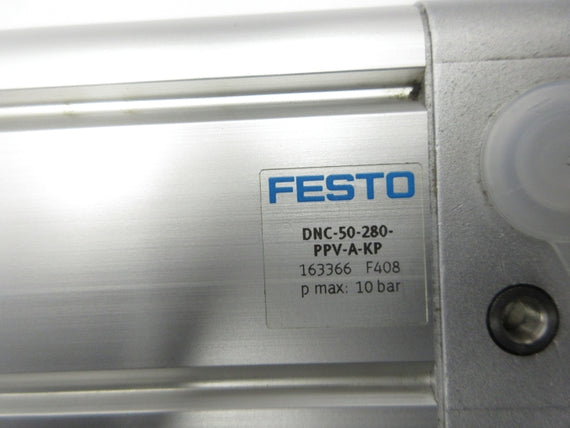 FESTO
DNC-50-280-
PPV-A-KP
163366 F408
p max: 10 bar